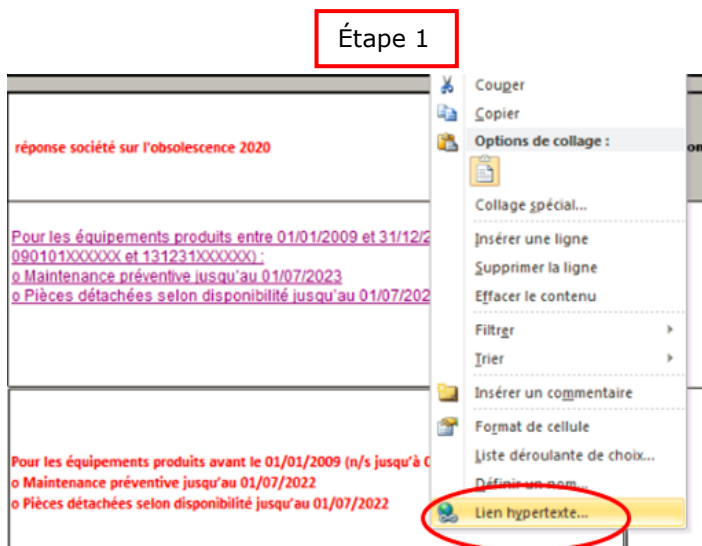 Étape 1
réponse société sur l'obsolescence 2020
Pour les équipements produits entre 01/01/2009 et 31/12/2
090101XXXXXX et 131231XXXXXX) :
o Maintenance préventive jusqu'au 01/07/2023
o Pièces détachées selon disponibilité jusqu'au 01/07/202
Pour les équipements produits avant le 01/01/2009 (n/s jusqu'à 0
o Maintenance préventive jusqu'au 01/07/2022
o Pièces détachées selon disponibilité jusqu'au 01/07/2022
Couper
Copier
Options de collage :
Collage spécial...
Insérer une ligne
Supprimer la ligne
Effacer le contenu
Filtrer
Trier
Insérer un commentaire
Format de cellule
Liste déroulante de choix...
Définir un nom...
Lien hypertexte...
on